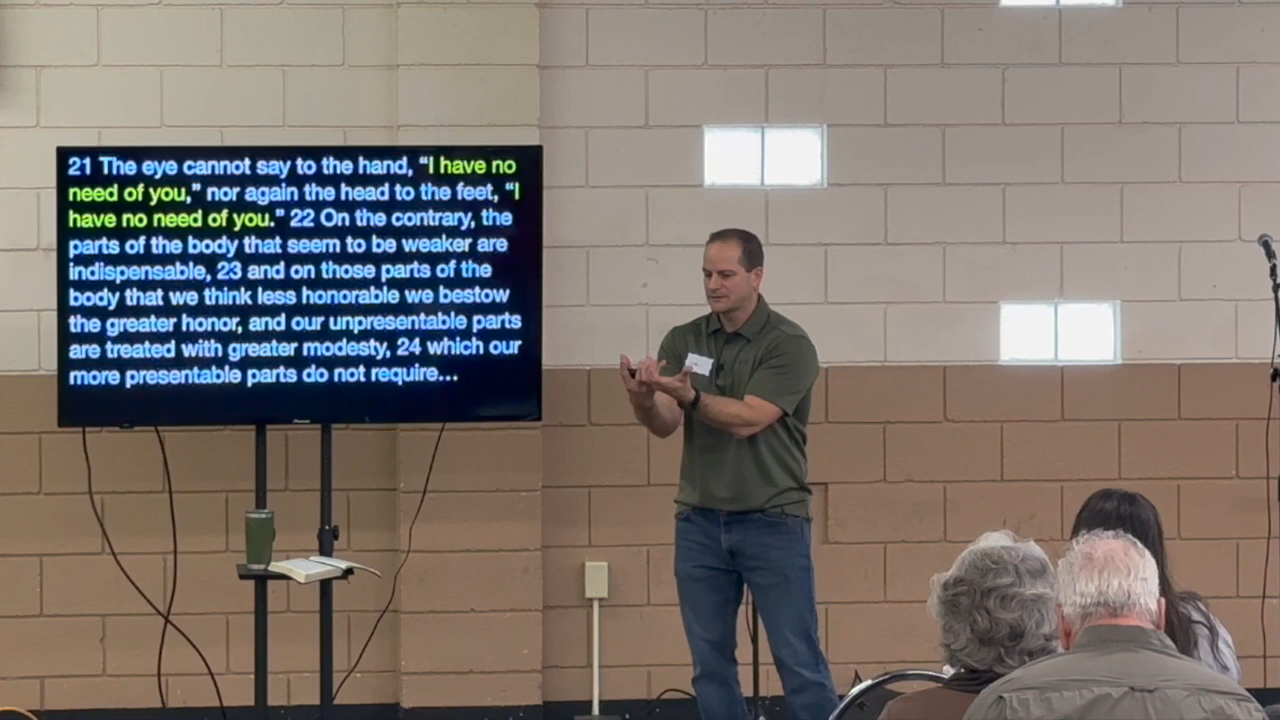 21 The eye cannot say to the hand, “I have no
need of you,” nor again the head to the feet, “I
have no need of you.” 22 On the contrary, the
parts of the body that seem to be weaker are
indispensable, 23 and on those parts of the
body that we think less honorable we bestow
the greater honor, and our unpresentable parts
are treated with greater modesty, 24 which our
more presentable parts do not require...
Pioneer